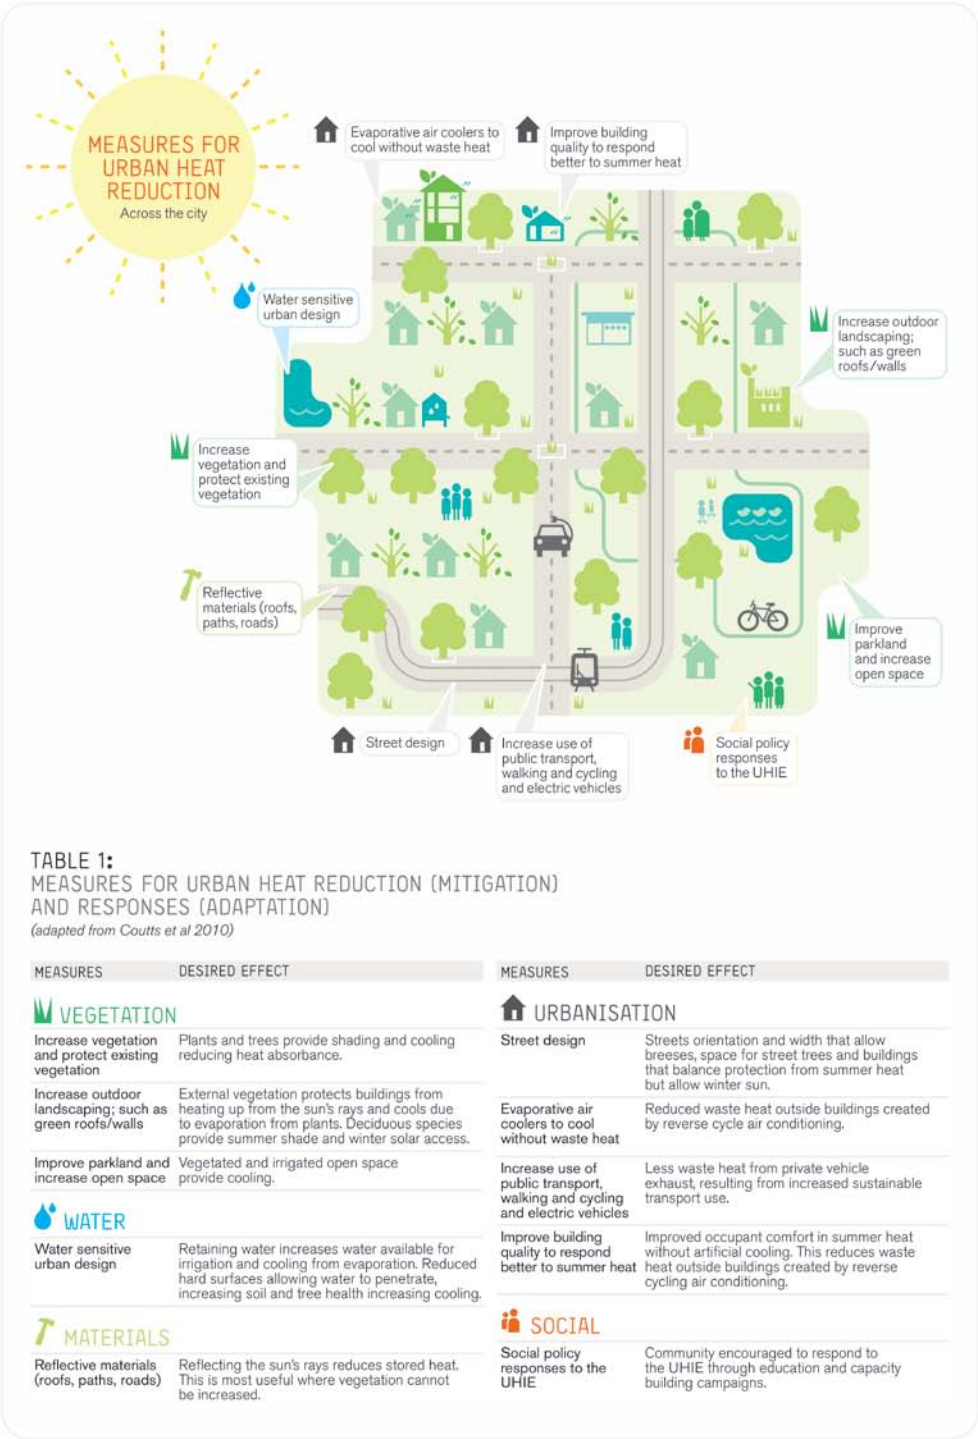 MEASURES FOR
URBAN HEAT
REDUCTION
Across the city
Evaporative air coolers to
cool without waste heat
Improve building
quality to respond
better to summer heat
Water sensitive
urban design
Increase outdoor
landscaping;
such as green
roofs/walls
Increase
vegetation and
protect existing
vegetation
Reflective
materials (roofs,
paths, roads)
Improve
parkland
and increase
open space
Street design
Increase use of
public transport,
walking and cycling
and electric vehicles
Social policy
responses
to the UHIE
TABLE 1:
MEASURES FOR URBAN HEAT REDUCTION (MITIGATION)
AND RESPONSES (ADAPTATION)
(adapted from Coutts et al 2010)
MEASURES DESIRED EFFECT
VEGETATION
Increase vegetation
and protect existing
vegetation
Plants and trees provide shading and cooling
reducing heat absorbance.
Increase outdoor
landscaping; such as
green roofs/walls
External vegetation protects buildings from
heating up from the sun's rays and cools due
to evaporation from plants. Deciduous species
provide summer shade and winter solar access.
Improve parkland and
increase open space
Vegetated and irrigated open space
provide cooling.
WATER
Water sensitive
urban design
Retaining water increases water available for
irrigation and cooling from evaporation. Reduced
hard surfaces allowing water to penetrate,
increasing soil and tree health increasing cooling.
MATERIALS
Reflective materials
(roofs, paths, roads)
Reflecting the sun's rays reduces stored heat.
This is most useful where vegetation cannot
be increased.
MEASURES DESIRED EFFECT
URBANISATION
Street design
Streets orientation and width that allow
breeses, space for street trees and buildings
that balance protection from summer heat
but allow winter sun.
Evaporative air
coolers to cool
without waste heat
Reduced waste heat outside buildings created
by reverse cycle air conditioning.
Increase use of
public transport,
walking and cycling
and electric vehicles
Less waste heat from private vehicle
exhaust, resulting from increased sustainable
transport use.
Improve building
quality to respond
better to summer heat
Improved occupant comfort in summer heat
without artificial cooling. This reduces waste
heat outside buildings created by reverse
cycling air conditioning.
SOCIAL
Social policy
responses to the
UHIE
Community encouraged to respond to
the UHIE through education and capacity
building campaigns.